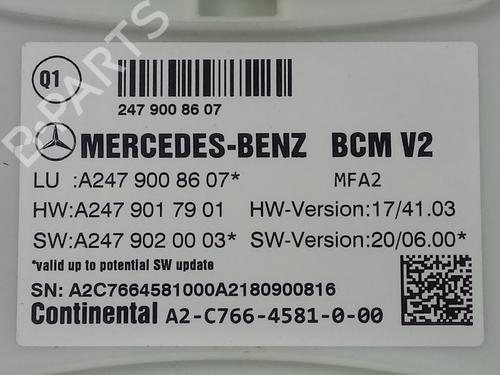 Q1
247 900 86 07
MERCEDES-BENZ BCM V2
LU :A247 900 86 07* MFA2
HW:A247 901 79 01 HW-Version:17/41.03
SW:A247 902 00 03* SW-Version:20/06.00*
*valid up to potential SW update
SN: A2C7664581000A2180900816
Continental A2-C766-4581-0-00
B-PARTS